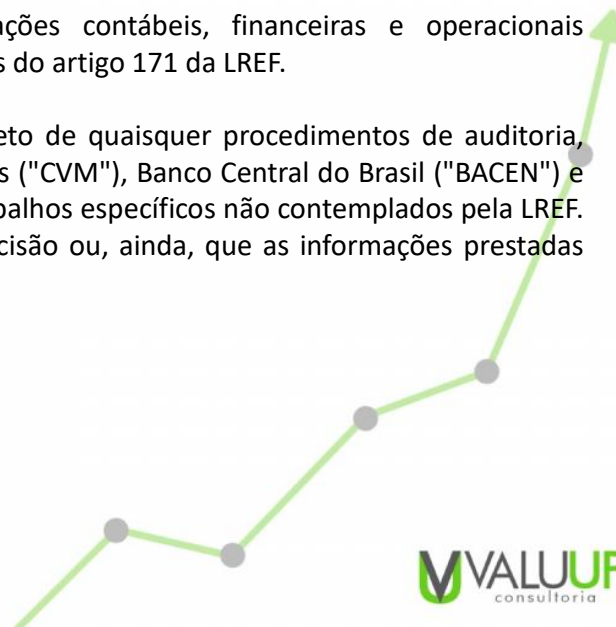 ações contábeis, financeiras e operacionais
s do artigo 171 da LREF.
eto de quaisquer procedimentos de auditoria,
s ("CVM"), Banco Central do Brasil ("BACEN") e
balhos específicos não contemplados pela LREF.
cisão ou, ainda, que as informações prestadas
VALUUP
consultoria